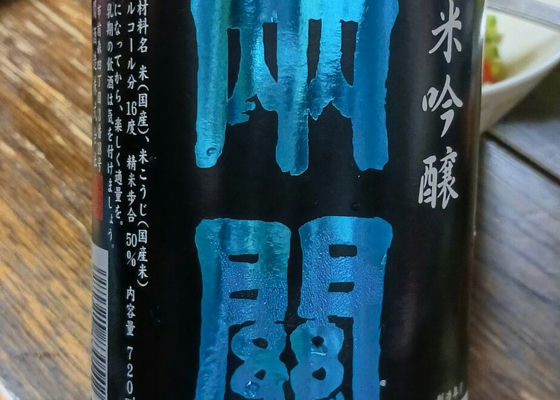 米吟醸
両
關
材料名 米(国産)、米こうじ(国産米)
ルコール分 16度 精米歩合 50% 内容量 720
になってから。楽しく適量を。
乳期の飲酒は気を付けましょう。